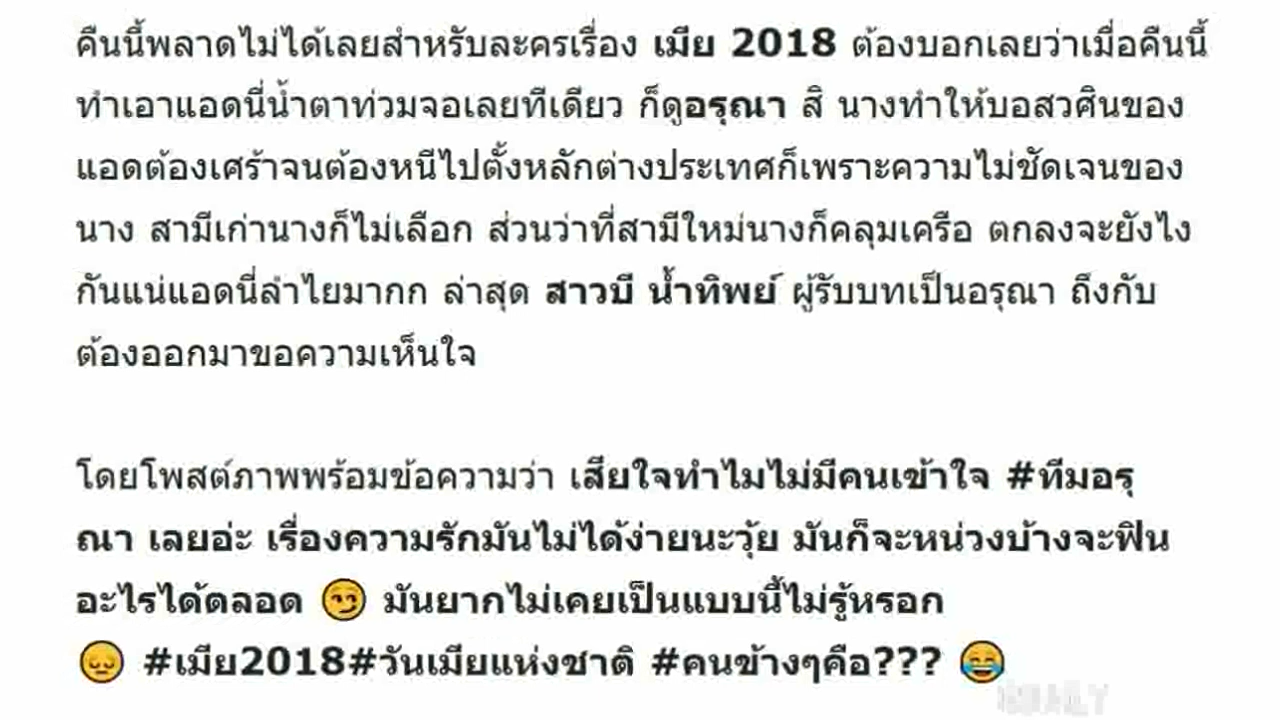 คืนนี้พลาดไม่ได้เลยสำหรับละครเรื่อง เมีย 2018 ต้องบอกเลยว่าเมื่อคืนนี้
ทำเอาแอดนี่น้ำตาท่วมจอเลยทีเดียว ก็ดูอรุณา สิ นางทำให้บอสวศินของ
แอดต้องเศร้าจนต้องหนีไปตั้งหลักต่างประเทศก็เพราะความไม่ชัดเจนของ
นาง สามีเก่านางก็ไม่เลือก ส่วนว่าที่สามีใหม่นางก็คลุมเครือ ตกลงจะยังไง
กันแน่แอดนี่ลำไยมากก ล่าสุด สาวบี น้ำทิพย์ ผู้รับบทเป็นอรุณา ถึงกับ
ต้องออกมาขอความเห็นใจ
โดยโพสต์ภาพพร้อมข้อความว่า เสียใจทำไมไม่มีคนเข้าใจ #ทีมอรุ
ณา เลยอ่ะ เรื่องความรักมันไม่ได้ง่ายนะวุ้ย มันก็จะหน่วงบ้างจะฟิน
อะไรได้ตลอด 😏 มันยากไม่เคยเป็นแบบนี้ไม่รู้หรอก
😔 #เมีย2018#วันเมียแห่งชาติ #คนข้างๆคือ??? 😂